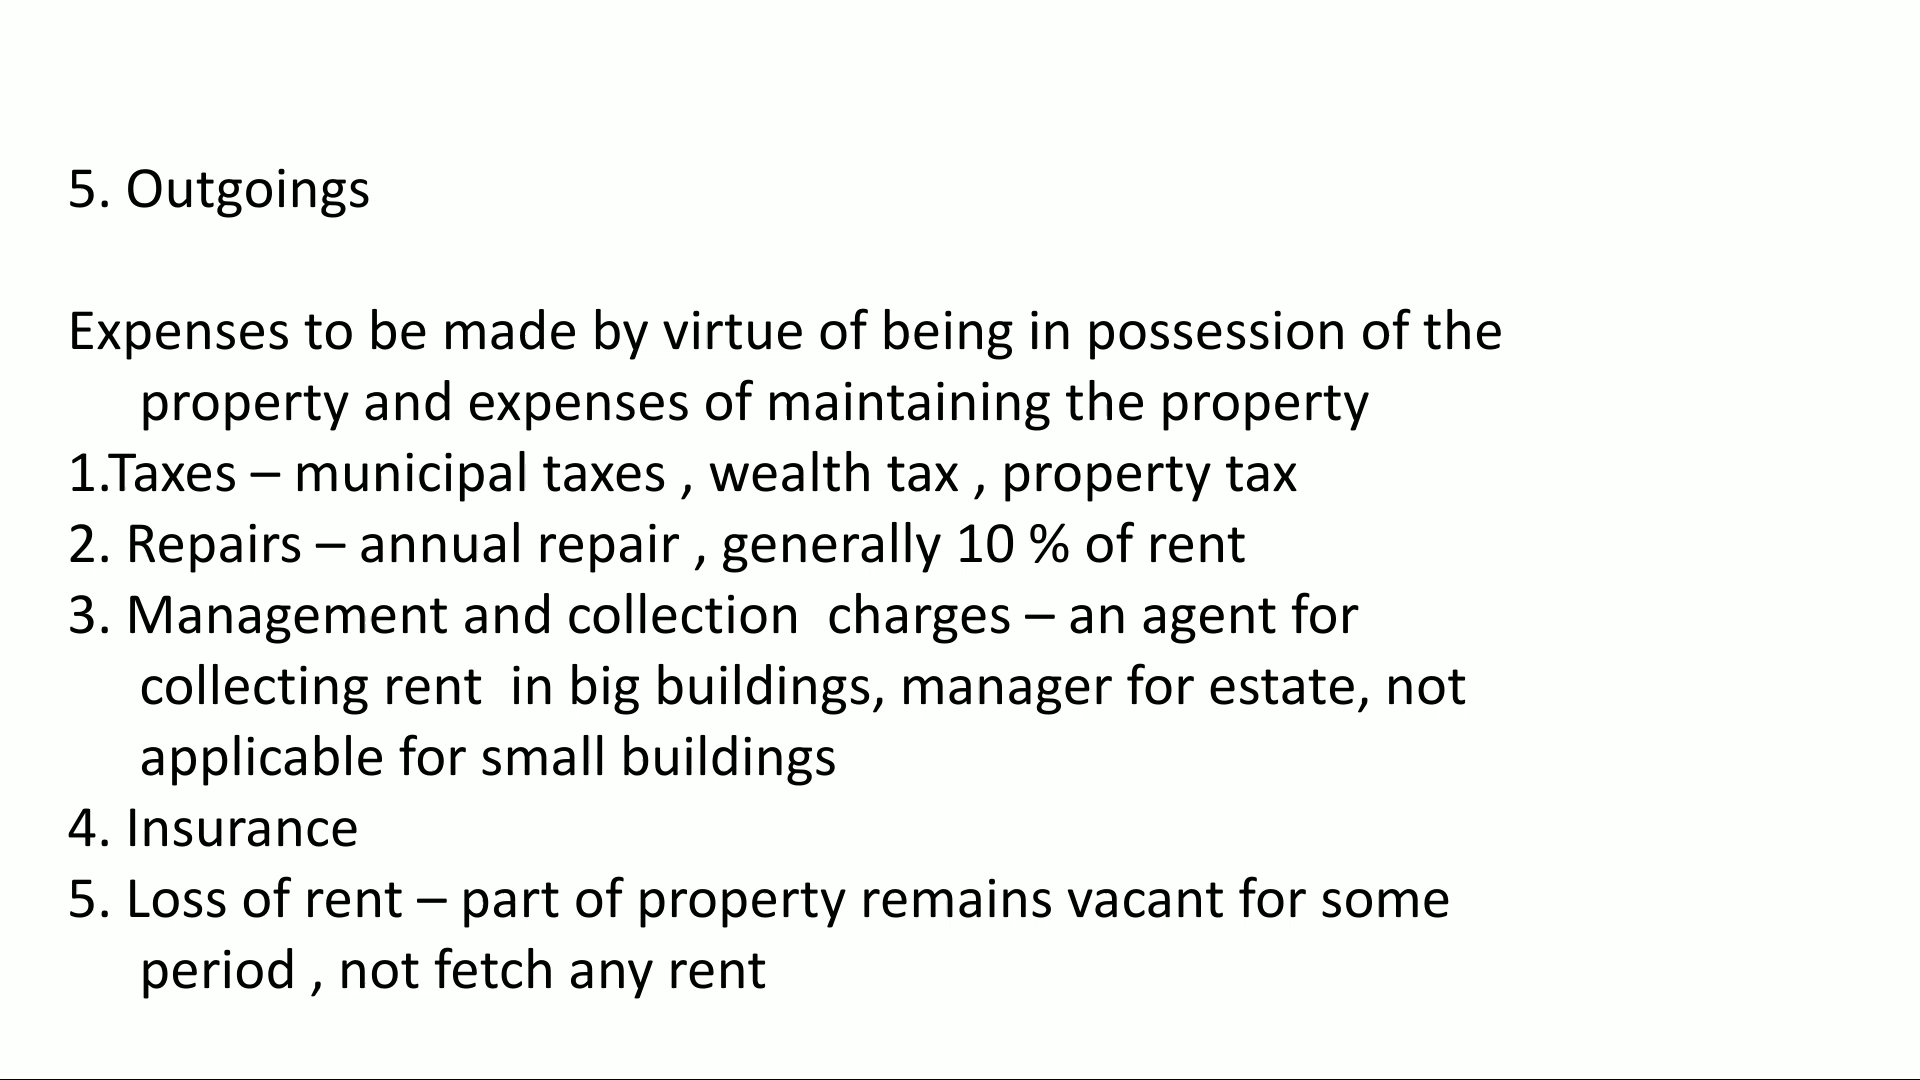 5. Outgoings
Expenses to be made by virtue of being in possession of the
property and expenses of maintaining the property
1.Taxes – municipal taxes , wealth tax , property tax
2. Repairs – annual repair , generally 10 % of rent
3. Management and collection  charges – an agent for
collecting rent  in big buildings, manager for estate, not
applicable for small buildings
4. Insurance
5. Loss of rent – part of property remains vacant for some
period , not fetch any rent